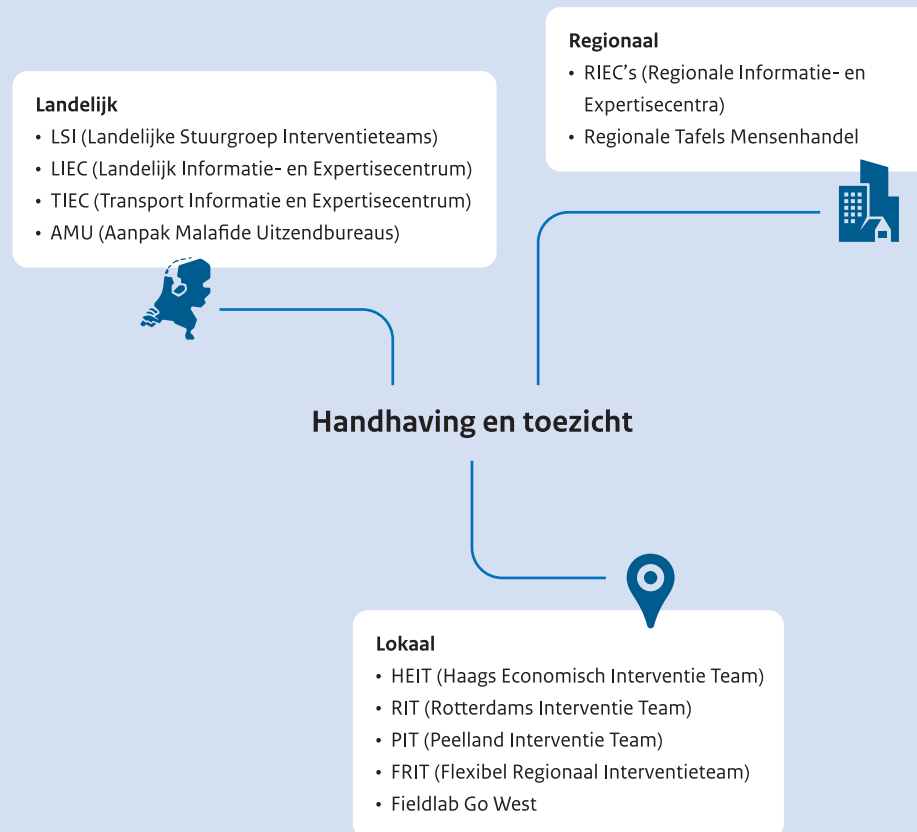 Landelijk
• LSI (Landelijke Stuurgroep Interventieteams)
• LIEC (Landelijk Informatie- en Expertisecentrum)
• TIEC (Transport Informatie en Expertisecentrum)
• AMU (Aanpak Malafide Uitzendbureaus)
Regionaal
• RIEC’s (Regionale Informatie- en
Expertisecentra)
• Regionale Tafels Mensenhandel
Handhaving en toezicht
Lokaal
• HEIT (Haags Economisch Interventie Team)
• RIT (Rotterdams Interventie Team)
• PIT (Peelland Interventie Team)
• FRIT (Flexibel Regionaal Interventieteam)
• Fieldlab Go West